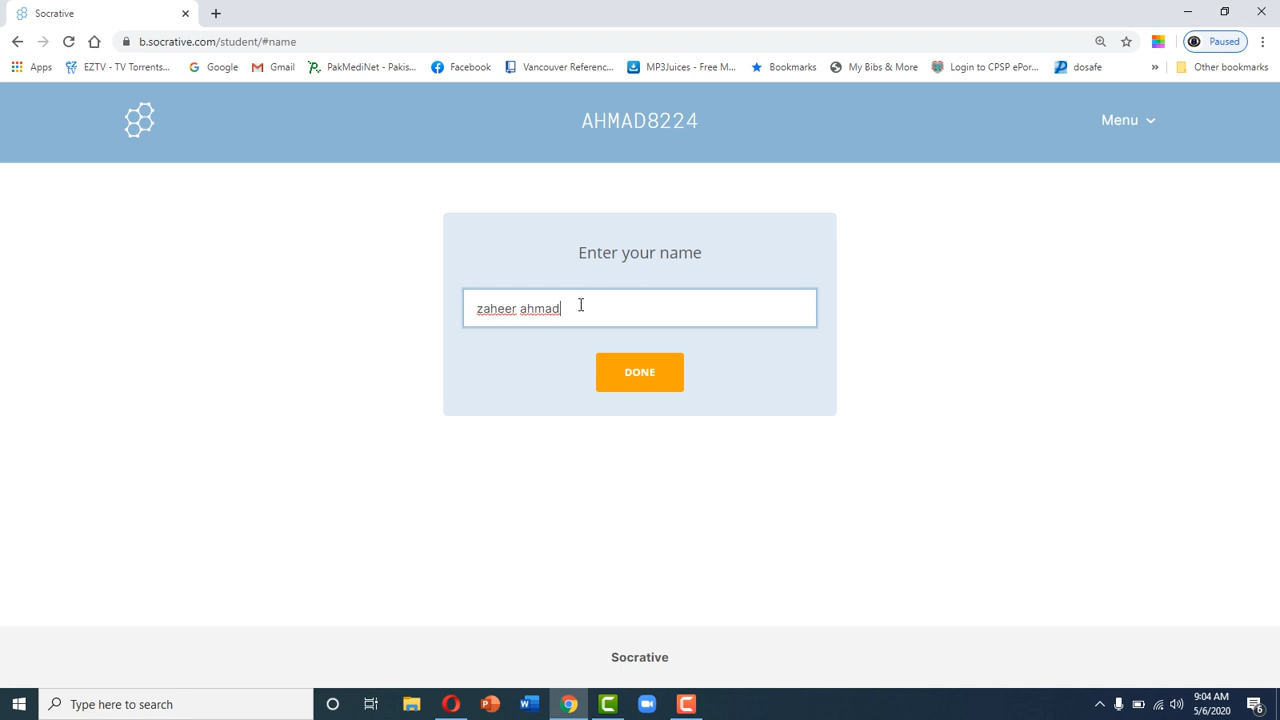 Socrative
b.socrative.com/student/#name
Paused
Apps
EZTV - TV Torrents...
Google
Gmail
PakMediNet - Pakis...
Facebook
Vancouver Referenc...
MP3Juices - Free M...
Bookmarks
My Bibs & More
Login to CPSP ePor...
dosafe
»
Other bookmarks
AHMAD8224
Menu
Enter your name
zaheer ahmad
DONE
Socrative
Type here to search
9:04 AM
5/6/2020
6